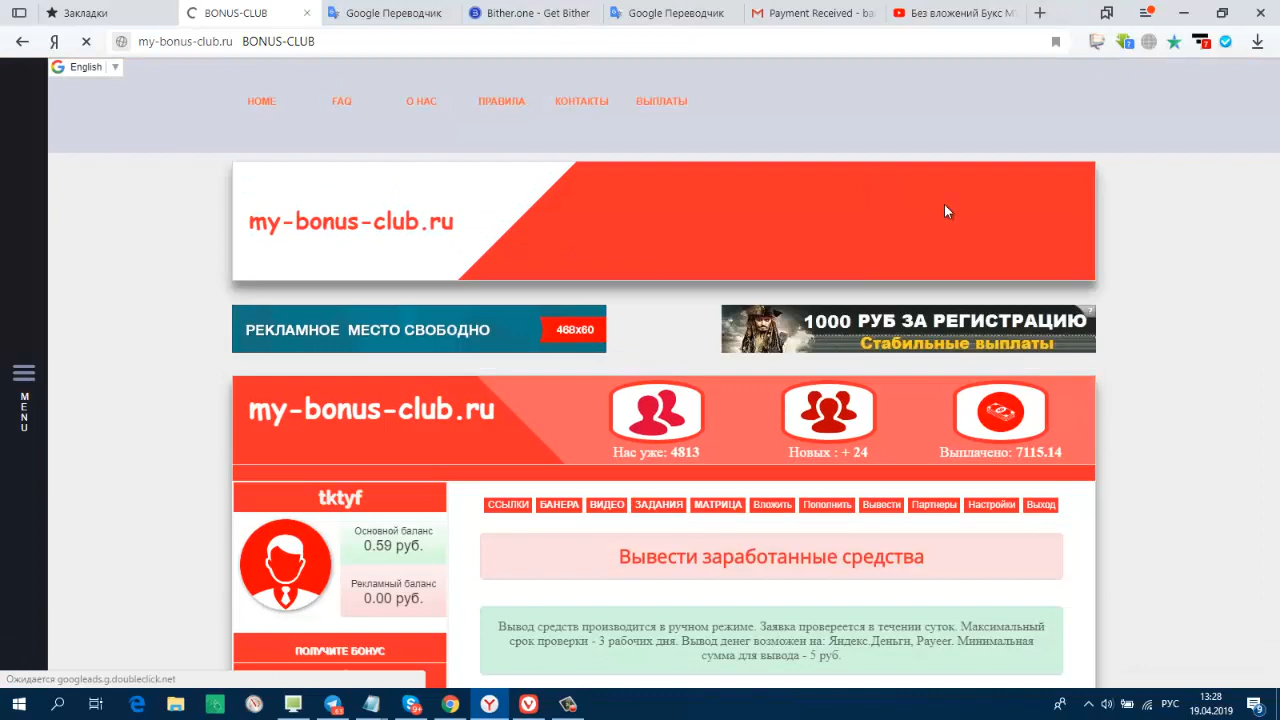 Закладки
BONUS-CLUB
Google Переводчик
Bither.one - Get Bither
Google Переводчик
Payment Received - ba
Без вложений Букс М
my-bonus-club.ru BONUS-CLUB
English
HOME FAQ О НАС ПРАВИЛА КОНТАКТЫ ВЫПЛАТЫ
my-bonus-club.ru
РЕКЛАМНОЕ МЕСТО СВОБОДНО 468x60
1000 РУБ ЗА РЕГИСТРАЦИЮ
Стабильные выплаты
MENU
my-bonus-club.ru
Нас уже: 4813
Новых : + 24
Выплачено: 7115.14
tktyf
Основной баланс
0.59 руб.
Рекламный баланс
0.00 руб.
ПОЛУЧИТЕ БОНУС
ССЫЛКИ БАНЕРА ВИДЕО ЗАДАНИЯ МАТРИЦА Вложить Пополнить Вывести Партнеры Настройки Выход
Вывести заработанные средства
Вывод средств производится в ручном режиме. Заявка провереется в течении суток. Максимальный
срок проверки - 3 рабочих дня. Вывод денег возможен на: Яндекс.Деньги, Payeer. Минимальная
сумма для вывода - 5 руб.
Ожидается googleads.g.doubleclick.net
РУС
13:28
19.04.2019